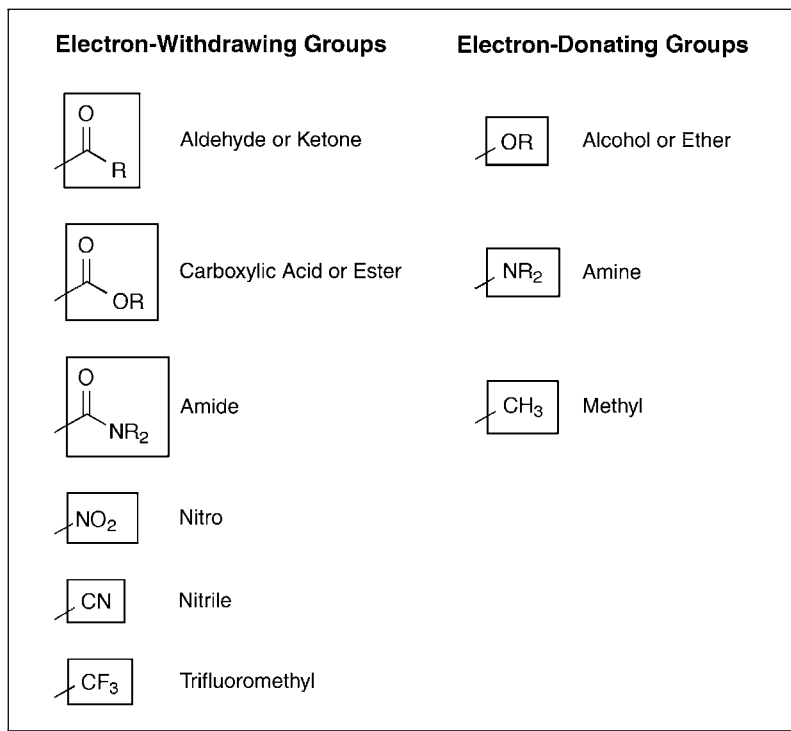 Electron-Withdrawing Groups
O
R
Aldehyde or Ketone
O
OR
Carboxylic Acid or Ester
O
NR₂
Amide
NO₂
Nitro
CN
Nitrile
CF₃
Trifluoromethyl
Electron-Donating Groups
OR
Alcohol or Ether
NR₂
Amine
CH₃
Methyl